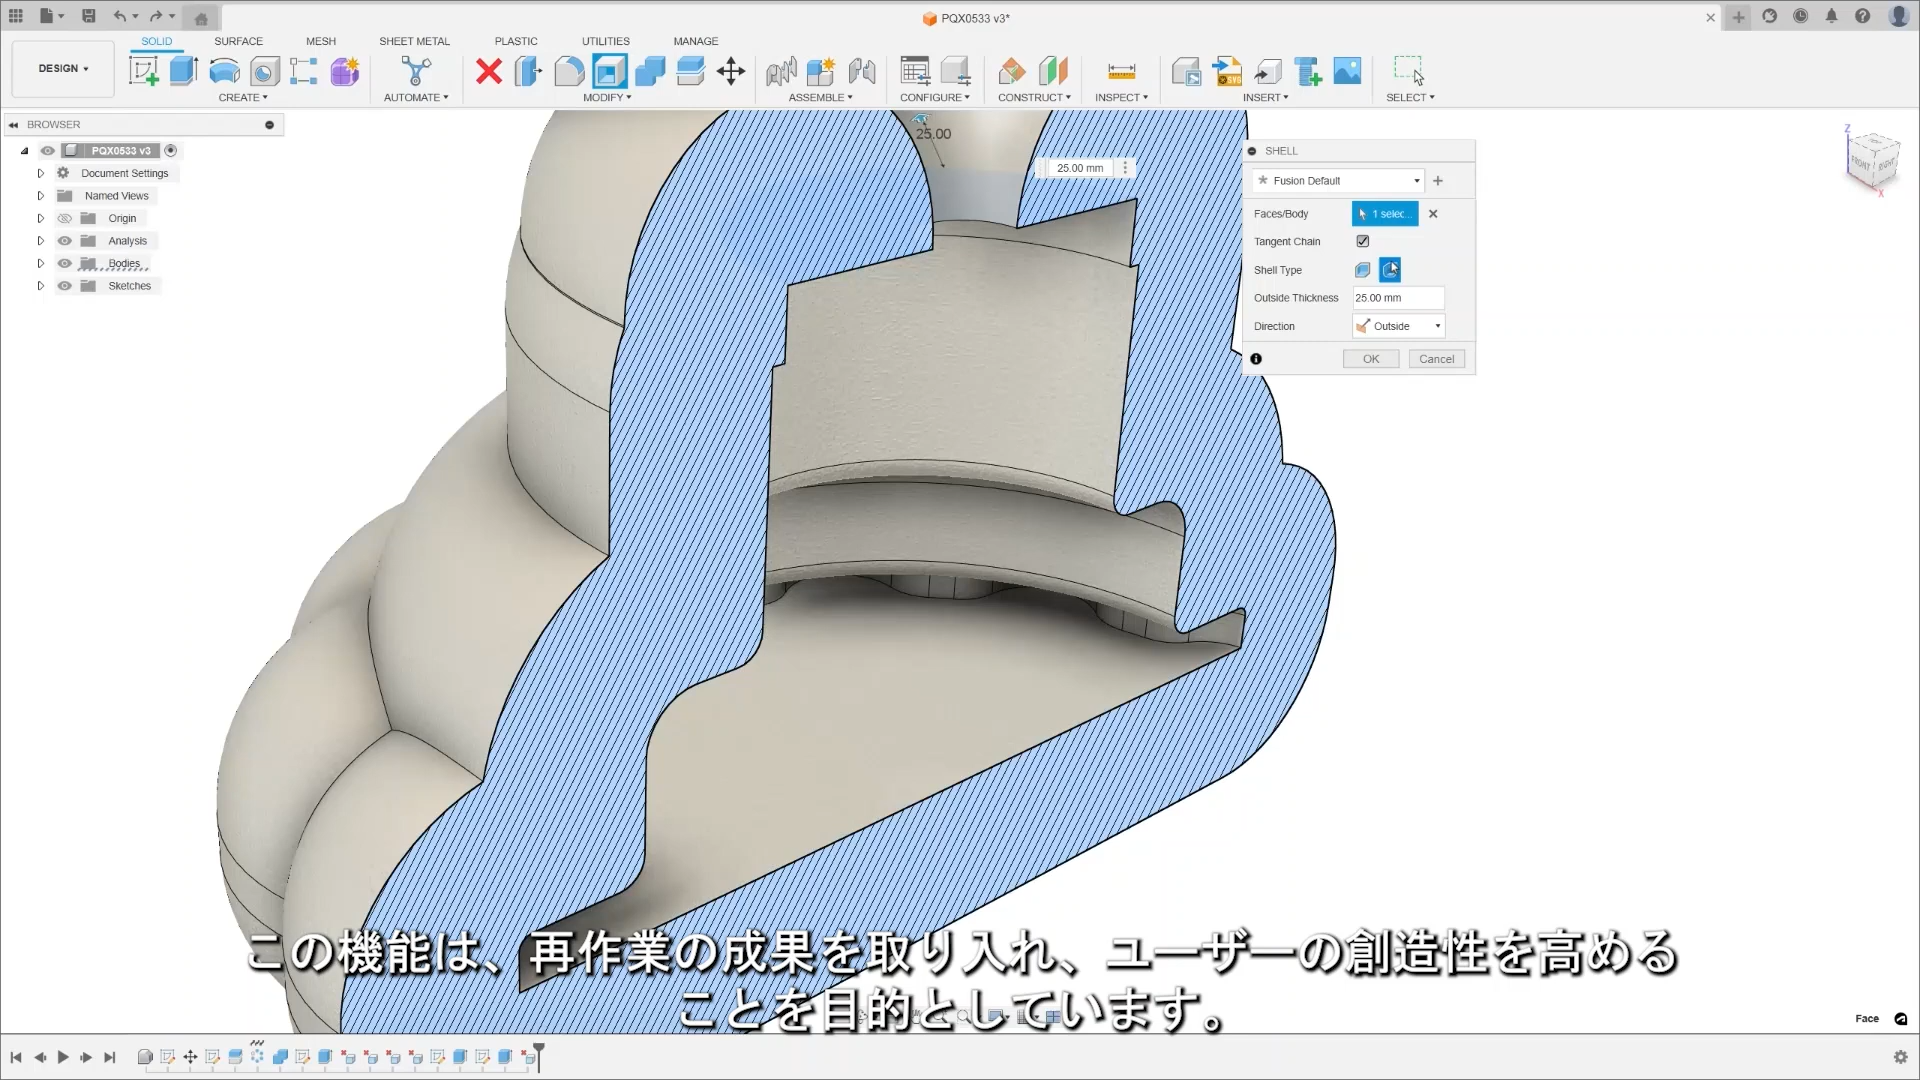 PQX0533 v3*
DESIGN
SOLID
SURFACE
MESH
SHEET METAL
PLASTIC
UTILITIES
MANAGE
CREATE
AUTOMATE
MODIFY
ASSEMBLE
CONFIGURE
CONSTRUCT
INSPECT
INSERT
SELECT
BROWSER
PQX0533 v3
Document Settings
Named Views
Origin
Analysis
Bodies
Sketches
25.00
25.00 mm
SHELL
Fusion Default
Faces/Body
1 selec...
Tangent Chain
Shell Type
Outside Thickness
25.00 mm
Direction
Outside
OK
Cancel
Z
FRONT
RIGHT
X
この機能は、再作業の成果を取り入れ、ユーザーの創造性を高める
ことを目的としています。
Face